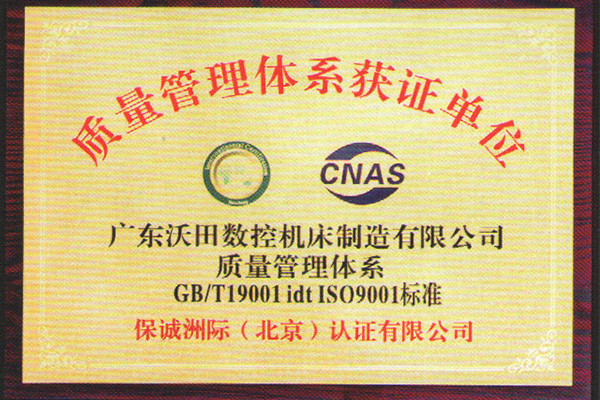 质量管理体系获证单位
International Certification
CNAS
广东沃田数控机床制造有限公司
质量管理体系
GB/T19001 idt ISO9001标准
保诚洲际（北京）认证有限公司